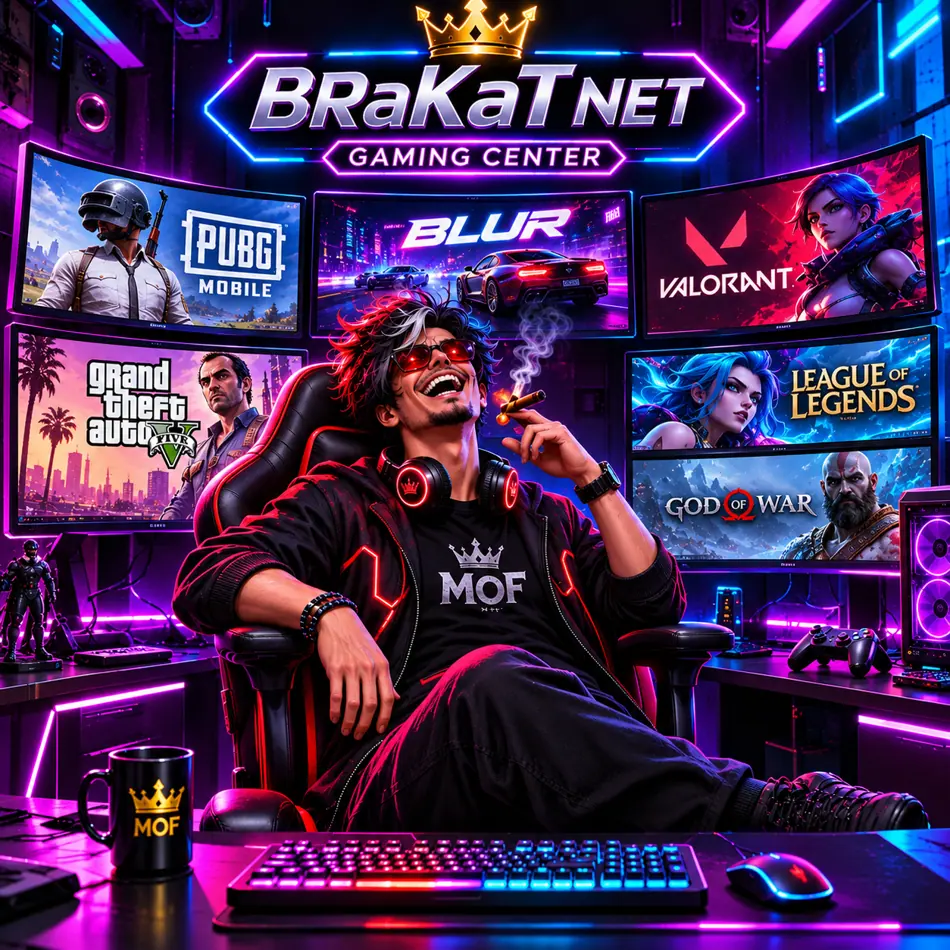 BRaKaT NET
GAMING CENTER
PUBG
MOBILE
BLUR
VALORANT
grand
theft
auto
FIVE
V
LEAGUE OF
LEGENDS
GOD OF WAR
MOF
MOF